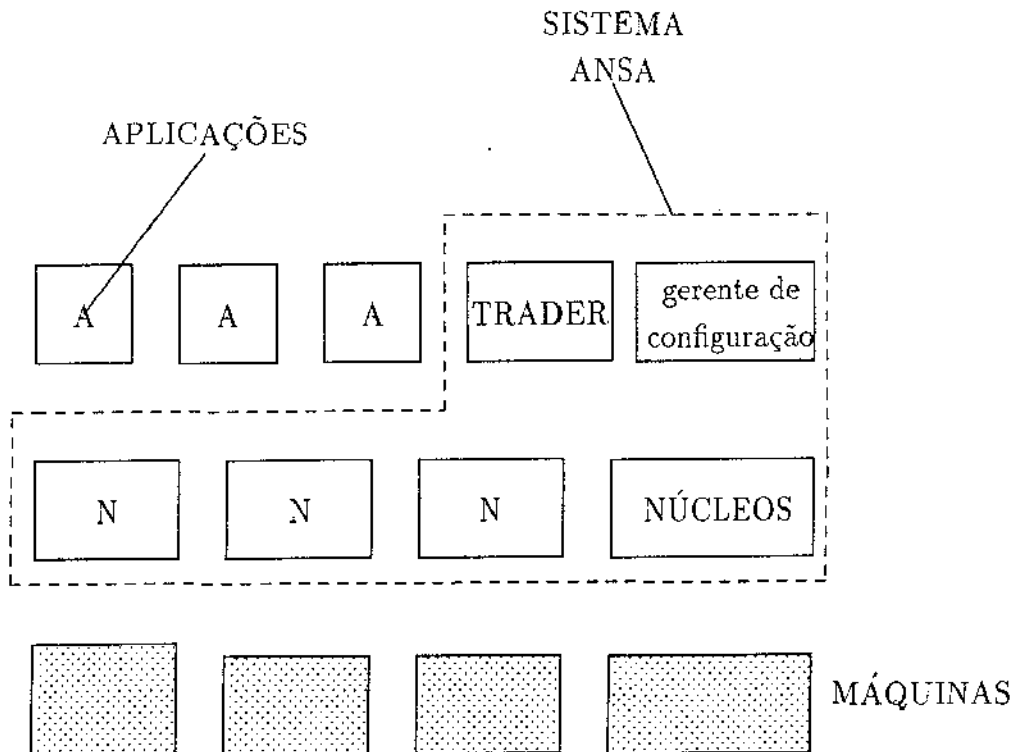 SISTEMA
ANSA
APLICAÇÕES
A
A
A
TRADER
gerente de
configuração
N
N
N
NÚCLEOS
MÁQUINAS